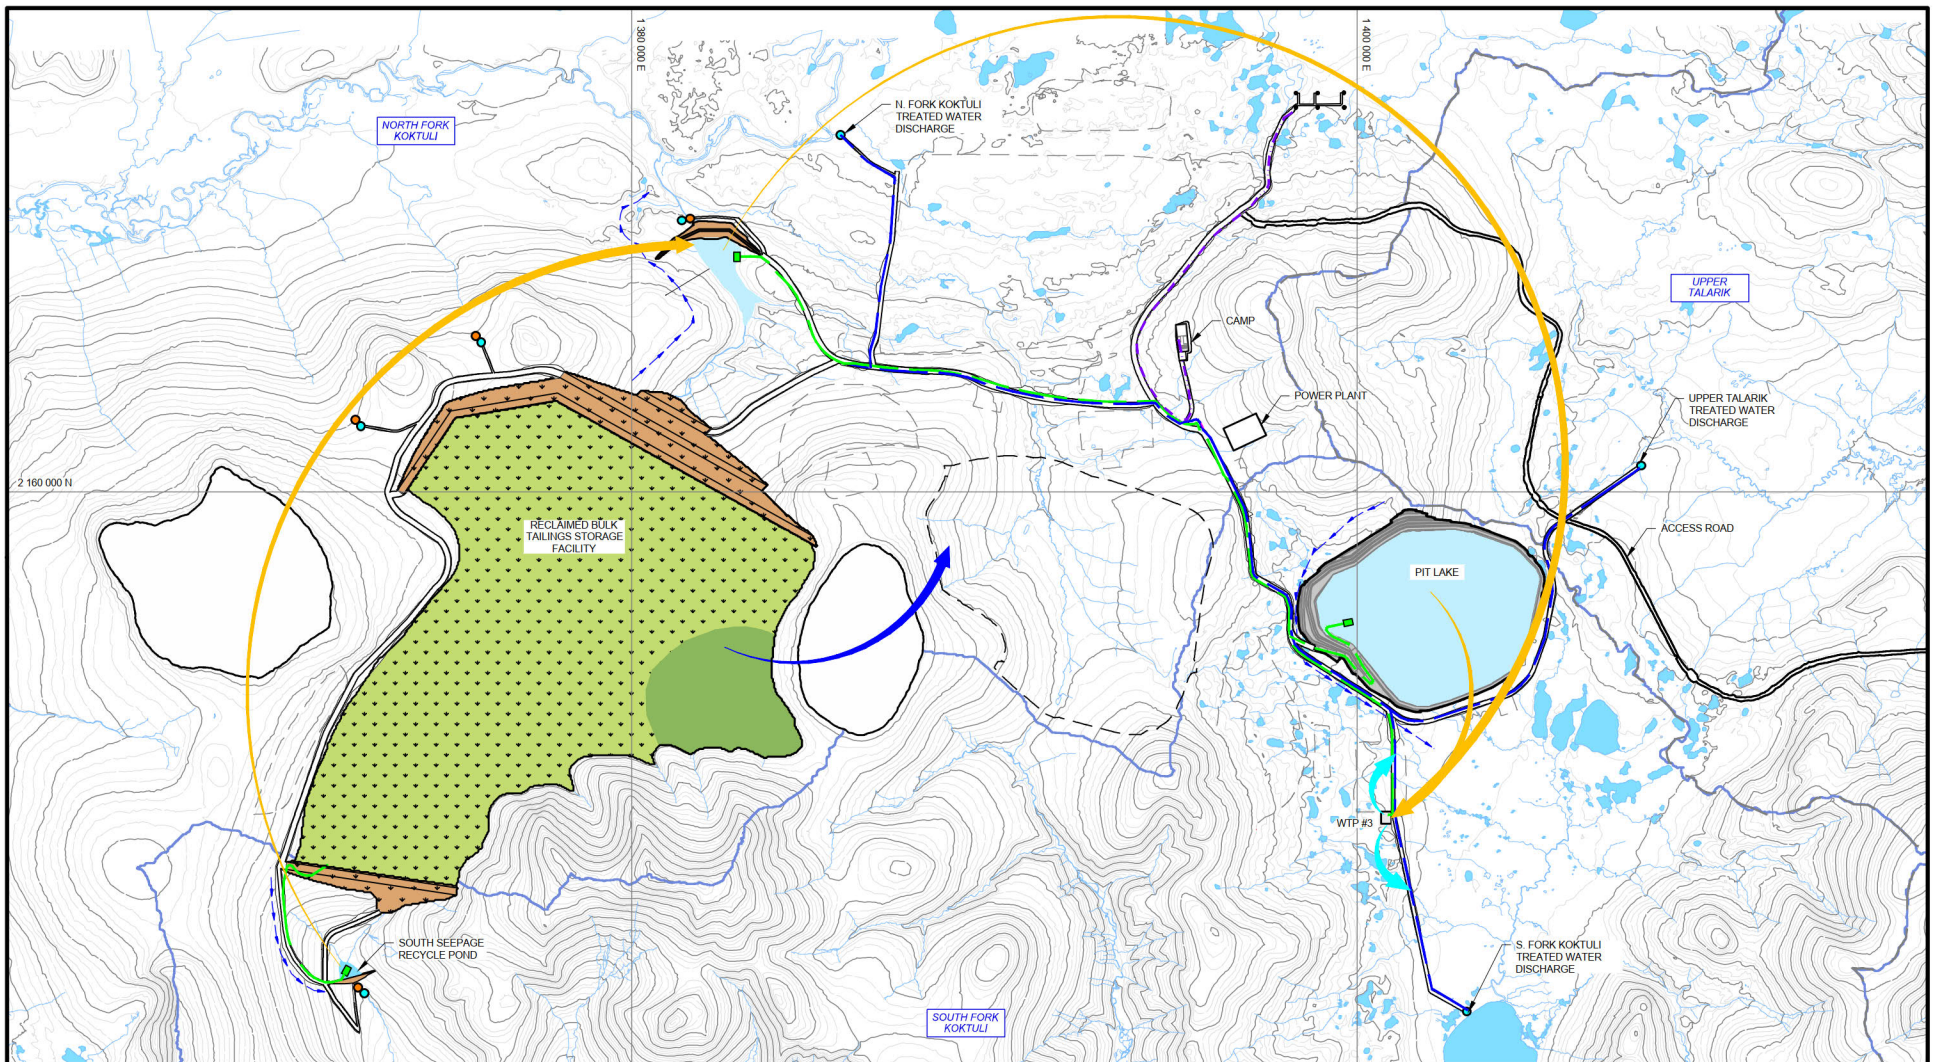 1 380 000 E
1 400 000 E
N. FORK KOKTULI
TREATED WATER
DISCHARGE
NORTH FORK
KOKTULI
UPPER
TALARIK
CAMP
POWER PLANT
UPPER TALARIK
TREATED WATER
DISCHARGE
2 160 000 N
RECLAIMED BULK
TAILINGS STORAGE
FACILITY
ACCESS ROAD
PIT LAKE
WTP #3
SOUTH SEEPAGE
RECYCLE POND
S. FORK KOKTULI
TREATED WATER
DISCHARGE
SOUTH FORK
KOKTULI